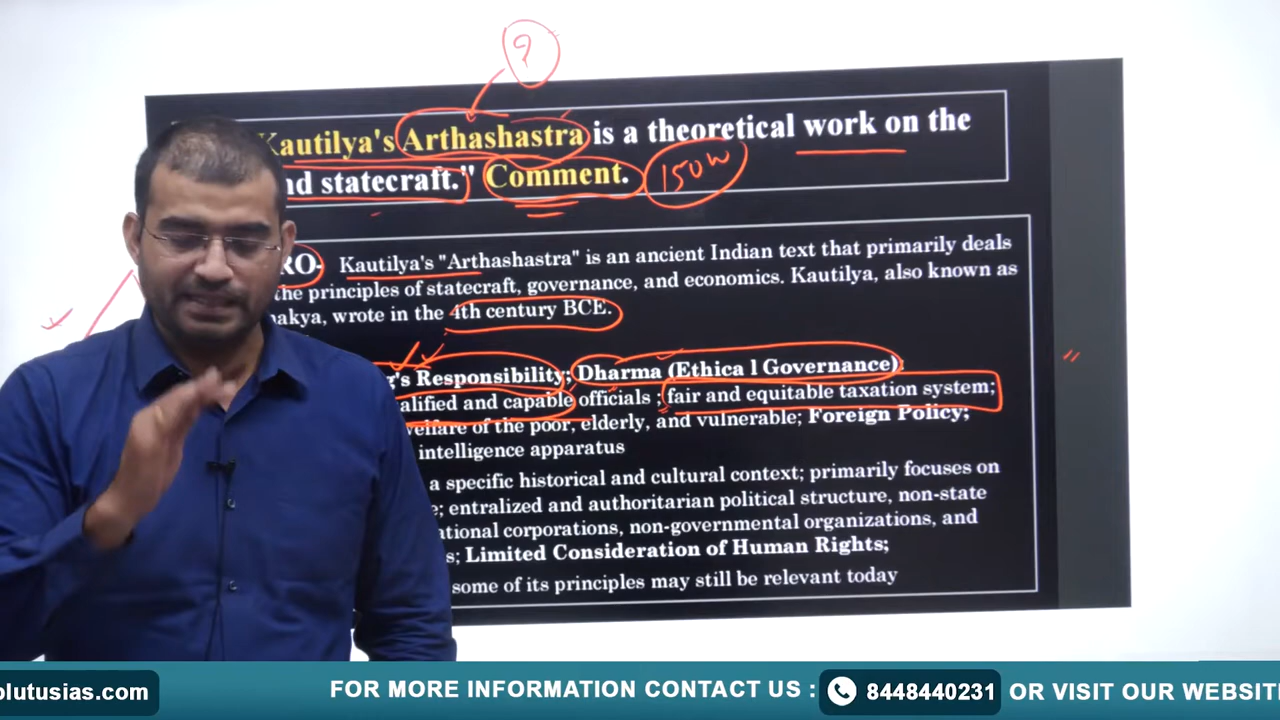 9
Kautilya's Arthashastra is a theoretical work on the
nd statecraft." Comment. 150 W
RO- Kautilya's "Arthashastra" is an ancient Indian text that primarily deals
the principles of statecraft, governance, and economics. Kautilya, also known as
nakya, wrote in the 4th century BCE.
g's Responsibility; Dharma (Ethica l Governance)
alified and capable officials ; fair and equitable taxation system;
welfare of the poor, elderly, and vulnerable; Foreign Policy;
intelligence apparatus
a specific historical and cultural context; primarily focuses on
e; entralized and authoritarian political structure, non-state
ational corporations, non-governmental organizations, and
s; Limited Consideration of Human Rights;
some of its principles may still be relevant today
olutusias.com FOR MORE INFORMATION CONTACT US : 8448440231 OR VISIT OUR WEBSITE